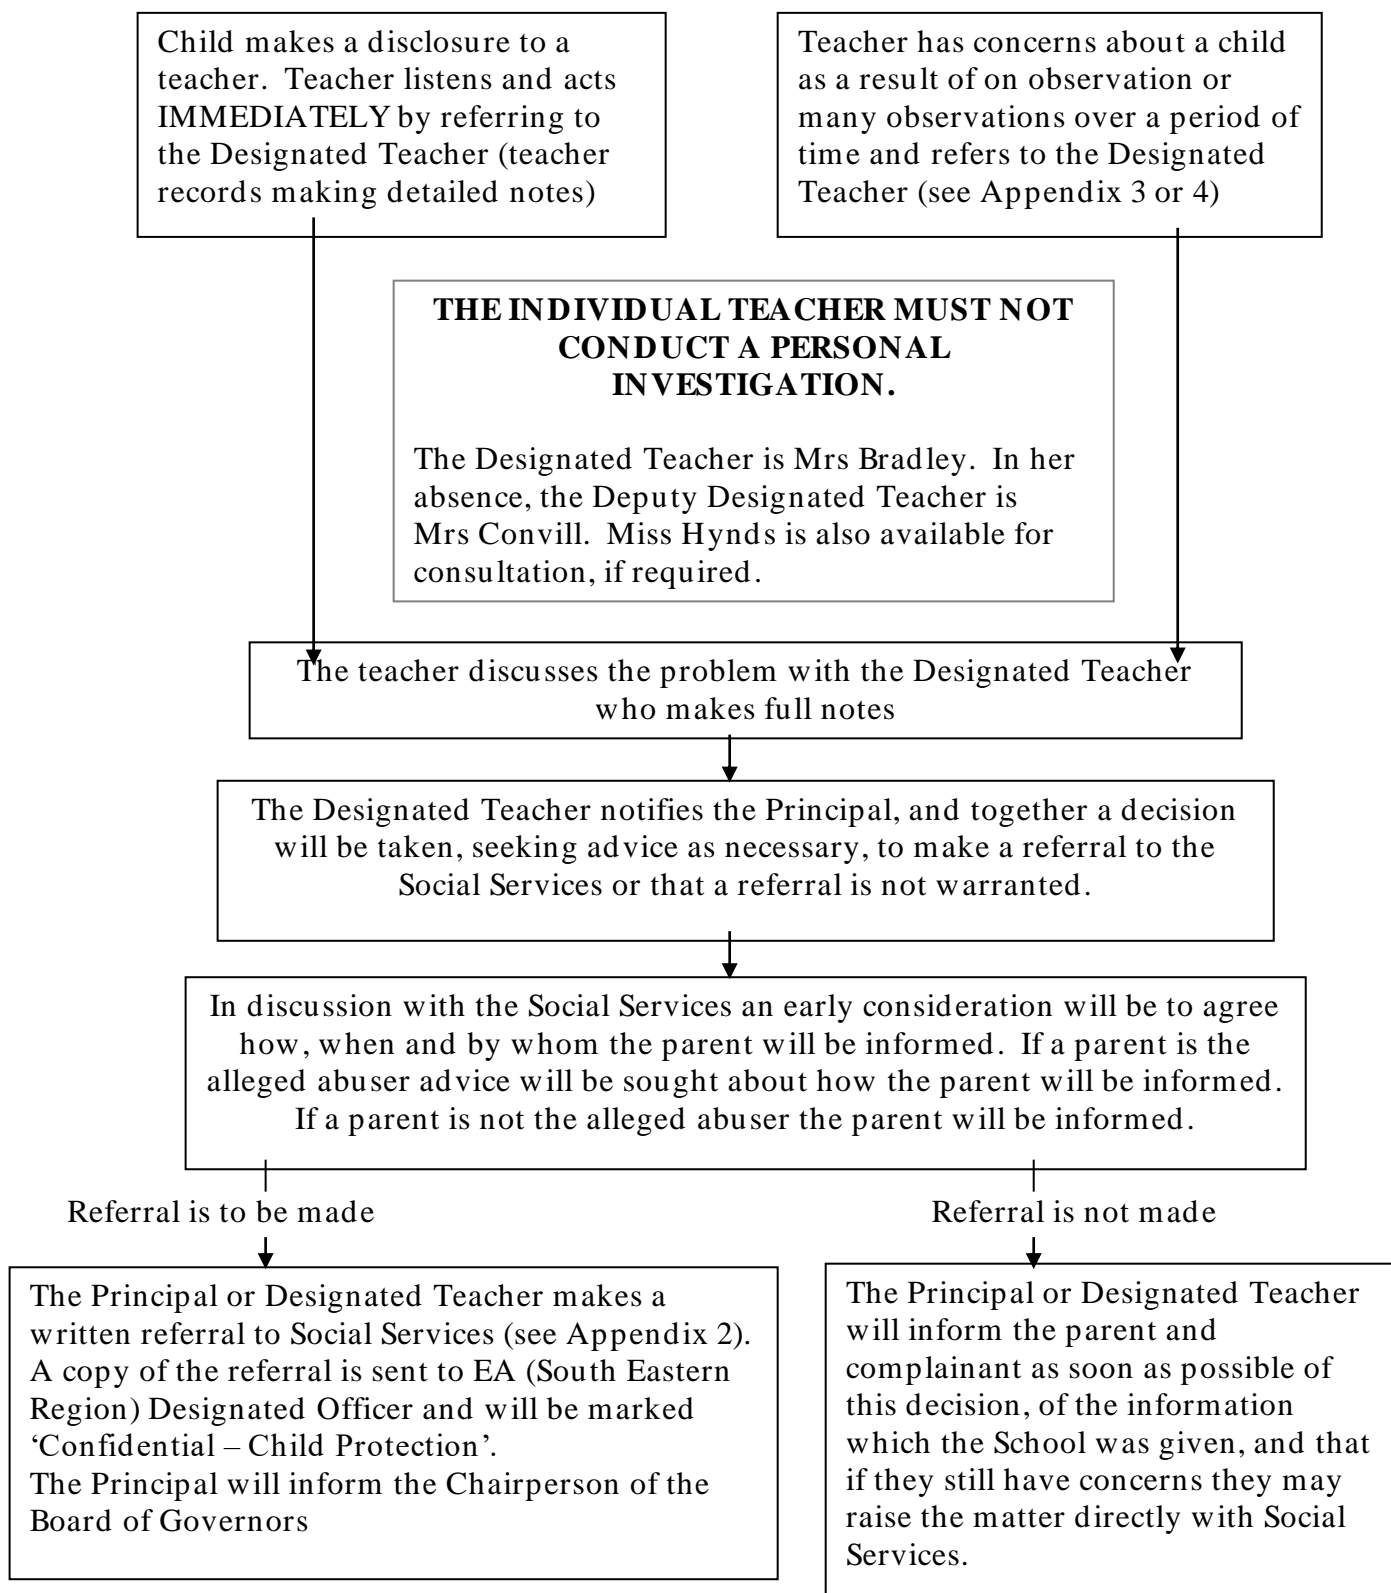 Child makes a disclosure to a
teacher. Teacher listens and acts
IMMEDIATELY by referring to
the Designated Teacher (teacher
records making detailed notes)
Teacher has concerns about a child
as a result of on observation or
many observations over a period of
time and refers to the Designated
Teacher (see Appendix 3 or 4)
THE INDIVIDUAL TEACHER MUST NOT
CONDUCT A PERSONAL
INVESTIGATION.
The Designated Teacher is Mrs Bradley. In her
absence, the Deputy Designated Teacher is
Mrs Convill. Miss Hynds is also available for
consultation, if required.
The teacher discusses the problem with the Designated Teacher
who makes full notes
The Designated Teacher notifies the Principal, and together a decision
will be taken, seeking advice as necessary, to make a referral to the
Social Services or that a referral is not warranted.
In discussion with the Social Services an early consideration will be to agree
how, when and by whom the parent will be informed. If a parent is the
alleged abuser advice will be sought about how the parent will be informed.
If a parent is not the alleged abuser the parent will be informed.
Referral is to be made
Referral is not made
The Principal or Designated Teacher makes a
written referral to Social Services (see Appendix 2).
A copy of the referral is sent to EA (South Eastern
Region) Designated Officer and will be marked
‘Confidential – Child Protection’.
The Principal will inform the Chairperson of the
Board of Governors
The Principal or Designated Teacher
will inform the parent and
complainant as soon as possible of
this decision, of the information
which the School was given, and that
if they still have concerns they may
raise the matter directly with Social
Services.